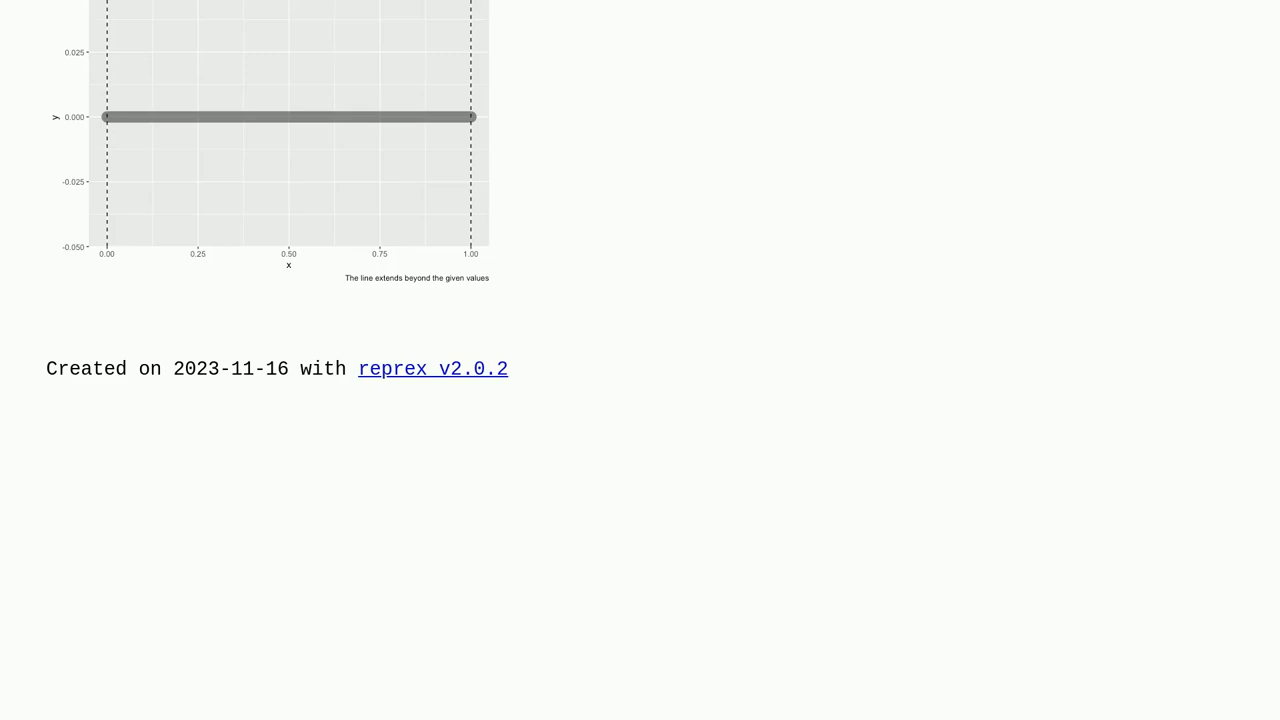 0.025
y 0.000
-0.025
-0.050
0.00 0.25 0.50 0.75 1.00
x
The line extends beyond the given values
Created on 2023-11-16 with reprex v2.0.2